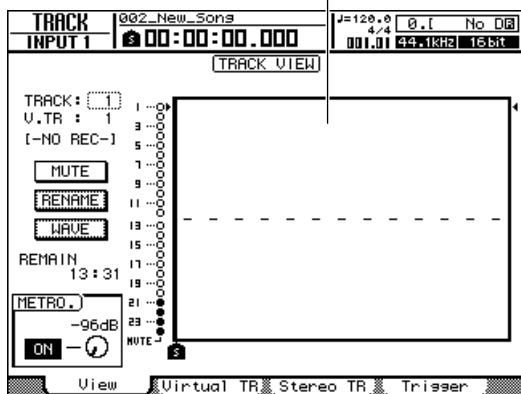 TRACK
INPUT 1
002_New_Song
S 00:00:00.000
♩=120.0
4/4
001.01
0.[ No D
44.1kHz 16bit
TRACK VIEW
TRACK: 1
V.TR : 1
[-NO REC-]
MUTE
RENAME
WAVE
REMAIN
13:31
METRO.
-96dB
ON
1
3
5
7
9
11
13
15
17
19
21
23
MUTE
S
View
Virtual TR
Stereo TR
Trigger